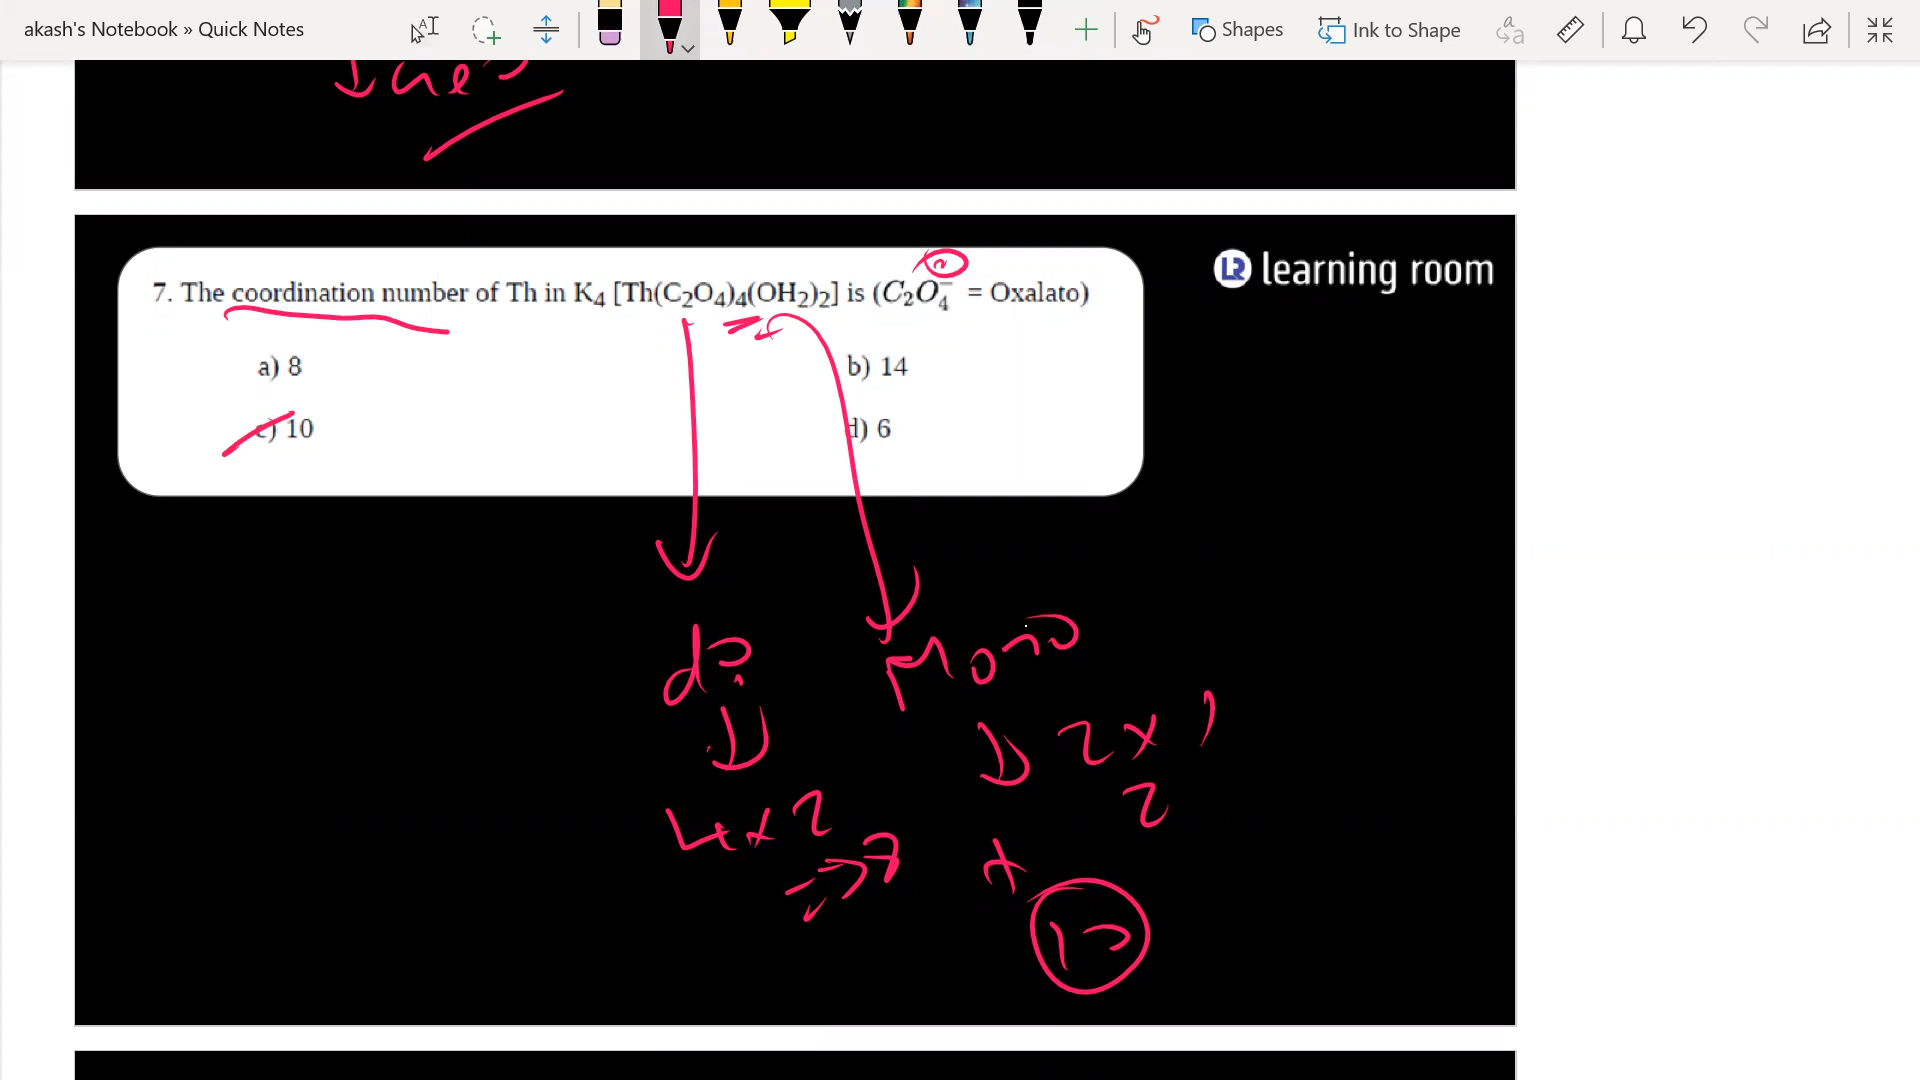 akash's Notebook » Quick Notes
Shapes
Ink to Shape
learning room
7. The coordination number of Th in K₄ [Th(C₂O₄)₄(OH₂)₂] is (C₂O₄⁻ = Oxalato)
a) 8
b) 14
c) 10
d) 6
di
Mono
2 x 1
2
4 x 2
+
10